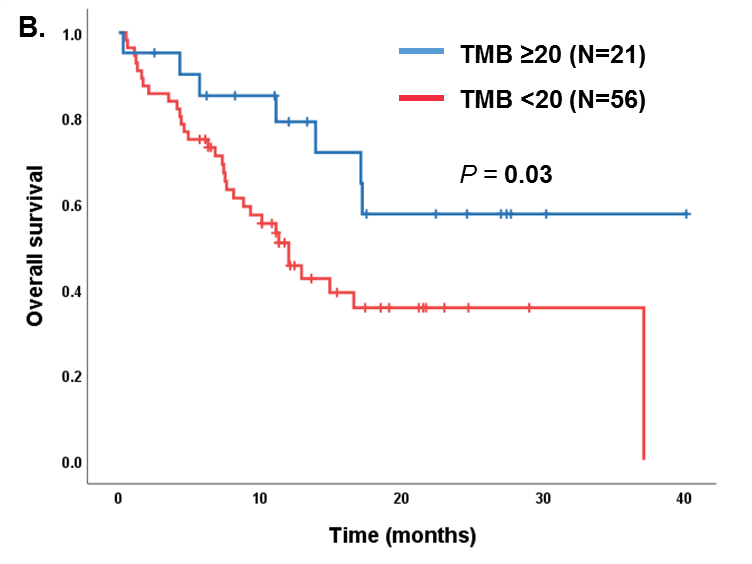 B.
TMB ≥20 (N=21)
TMB <20 (N=56)
P = 0.03
Overall survival
1.0
0.8
0.6
0.4
0.2
0.0
0 10 20 30 40
Time (months)